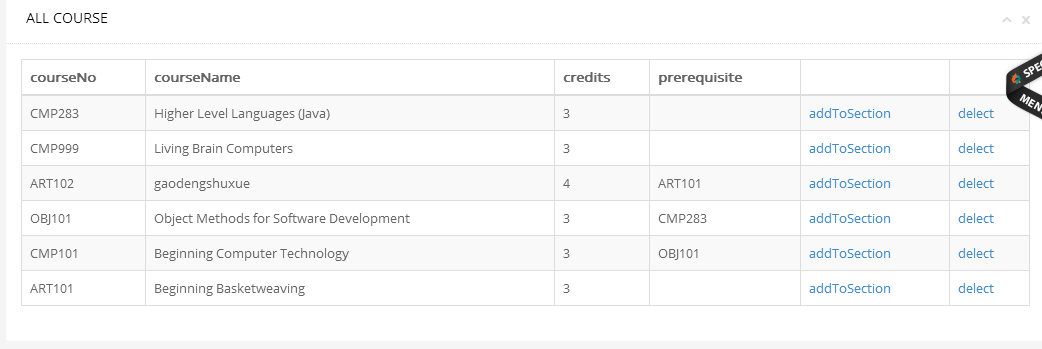 ALL COURSE
courseNo courseName credits prerequisite
CMP283 Higher Level Languages (Java) 3 addToSection delect
CMP999 Living Brain Computers 3 addToSection delect
ART102 gaodengshuxue 4 ART101 addToSection delect
OBJ101 Object Methods for Software Development 3 CMP283 addToSection delect
CMP101 Beginning Computer Technology 3 OBJ101 addToSection delect
ART101 Beginning Basketweaving 3 addToSection delect